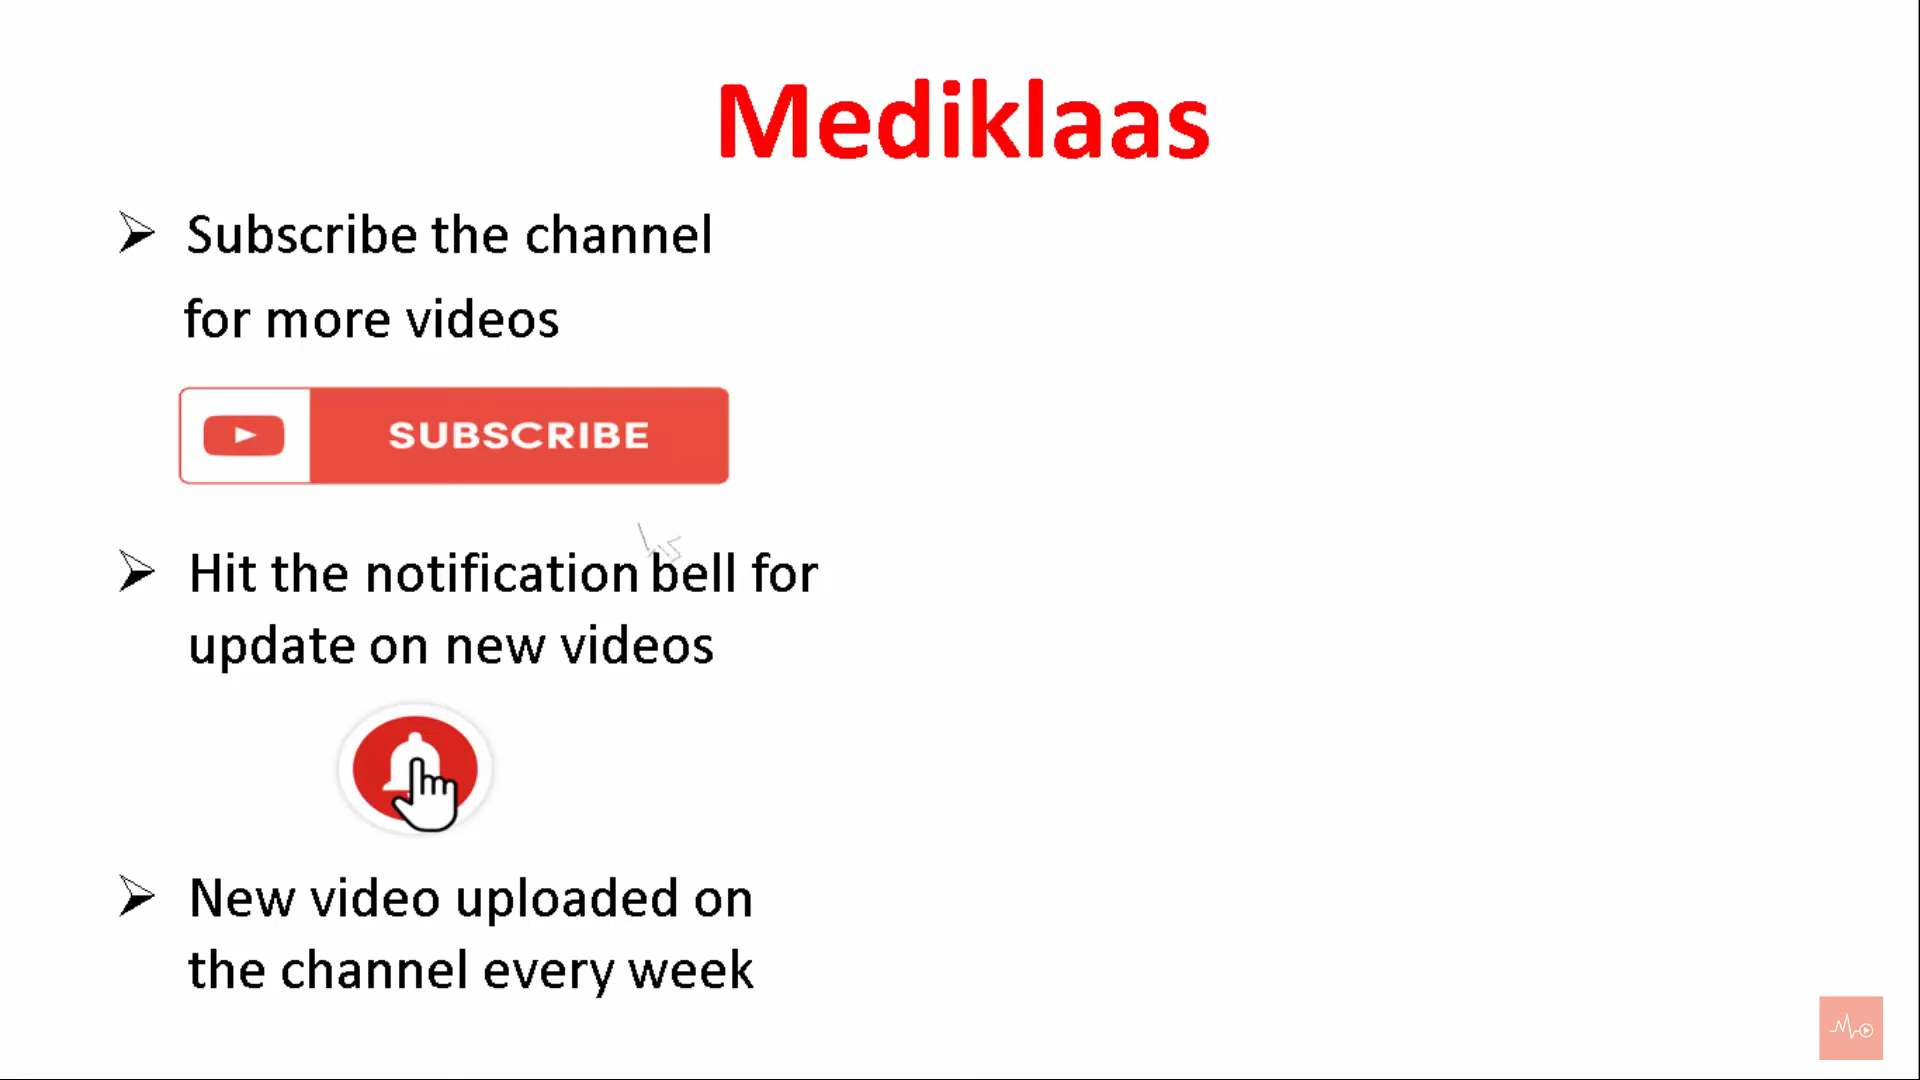 Mediklaas
➢ Subscribe the channel
for more videos
SUBSCRIBE
➢ Hit the notification bell for
update on new videos
➢ New video uploaded on
the channel every week